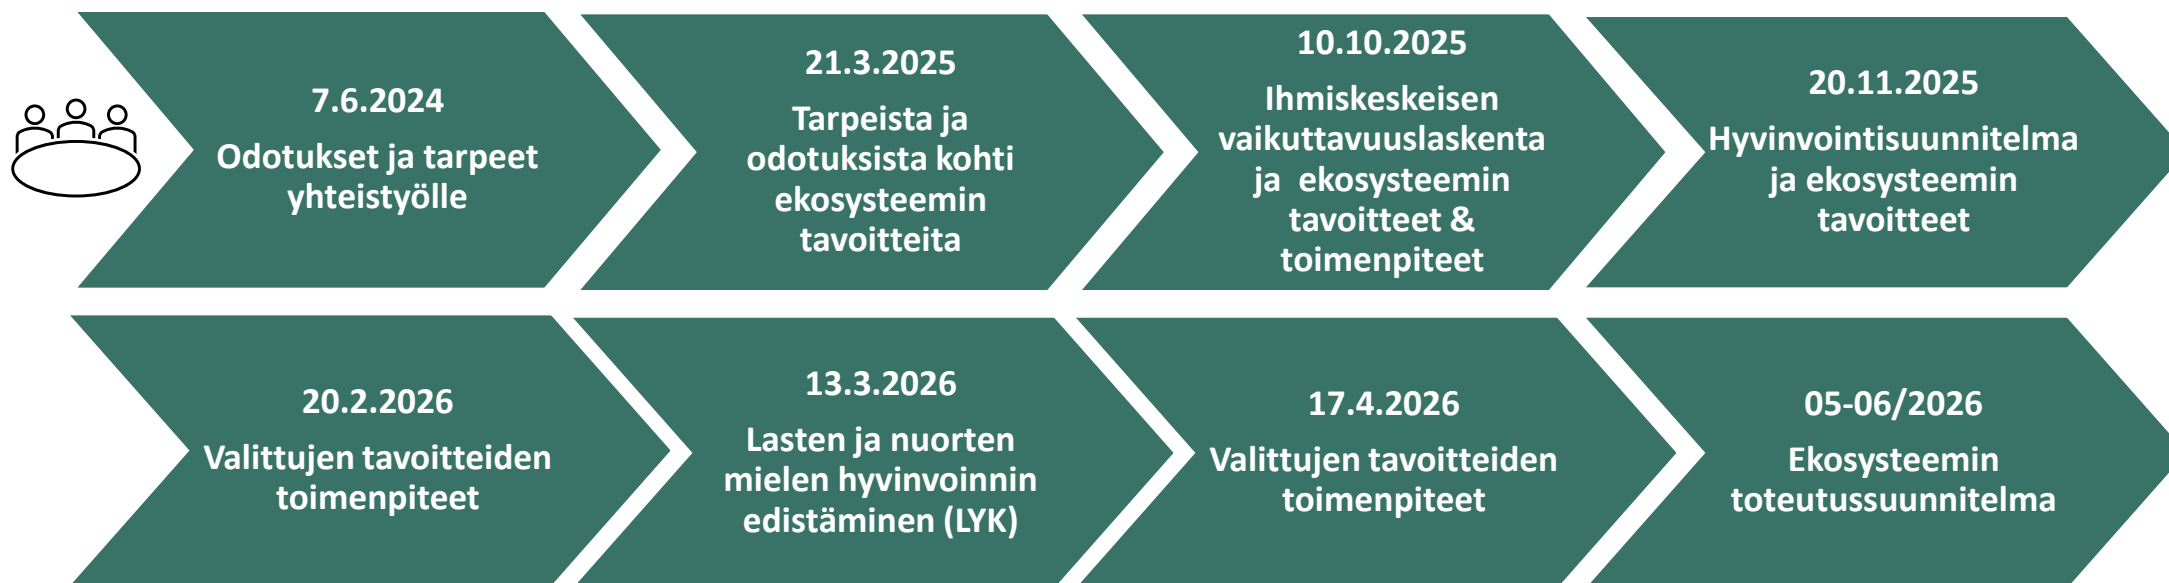 7.6.2024
Odotukset ja tarpeet
yhteistyölle
21.3.2025
Tarpeista ja
odotuksista kohti
ekosysteemin
tavoitteita
10.10.2025
Ihmiskeskeisen
vaikuttavuuslaskenta
ja ekosysteemin
tavoitteet &
toimenpiteet
20.11.2025
Hyvinvointisuunnitelma
ja ekosysteemin
tavoitteet
20.2.2026
Valittujen tavoitteiden
toimenpiteet
13.3.2026
Lasten ja nuorten
mielen hyvinvoinnin
edistäminen (LYK)
17.4.2026
Valittujen tavoitteiden
toimenpiteet
05-06/2026
Ekosysteemin
toteutussuunnitelma